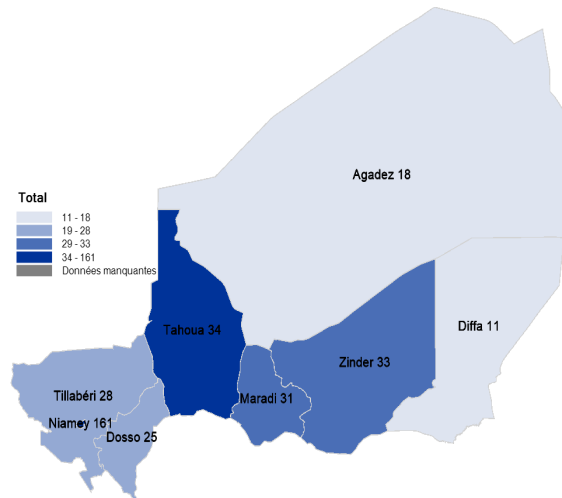 Agadez 18
Total
11 - 18
19 - 28
29 - 33
34 - 161
Données manquantes
Diffa 11
Tahoua 34
Zinder 33
Tillabéri 28
Maradi 31
Niamey 161
Dosso 25